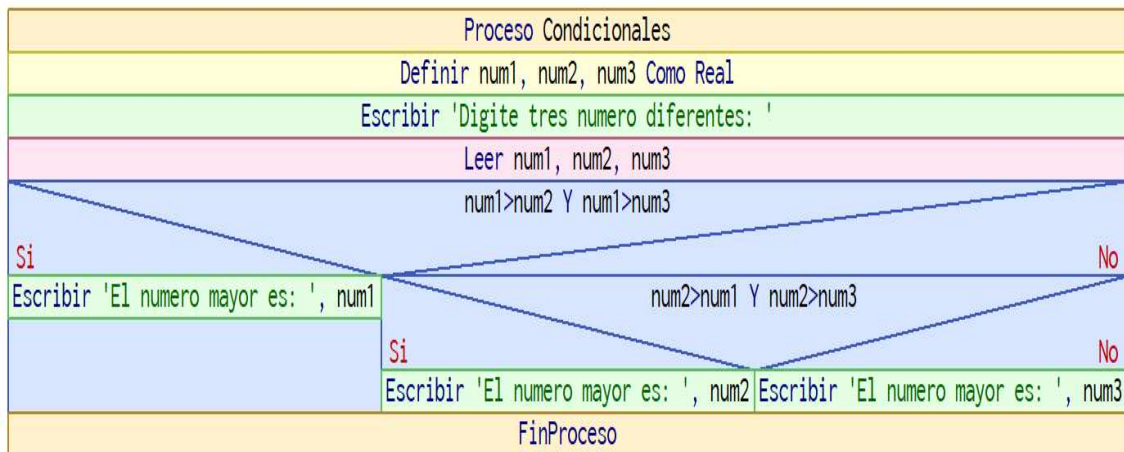 Proceso Condicionales
Definir num1, num2, num3 Como Real
Escribir 'Digite tres numero diferentes: '
Leer num1, num2, num3
num1>num2 Y num1>num3
Si
No
Escribir 'El numero mayor es: ', num1
num2>num1 Y num2>num3
Si
No
Escribir 'El numero mayor es: ', num2
Escribir 'El numero mayor es: ', num3
FinProceso